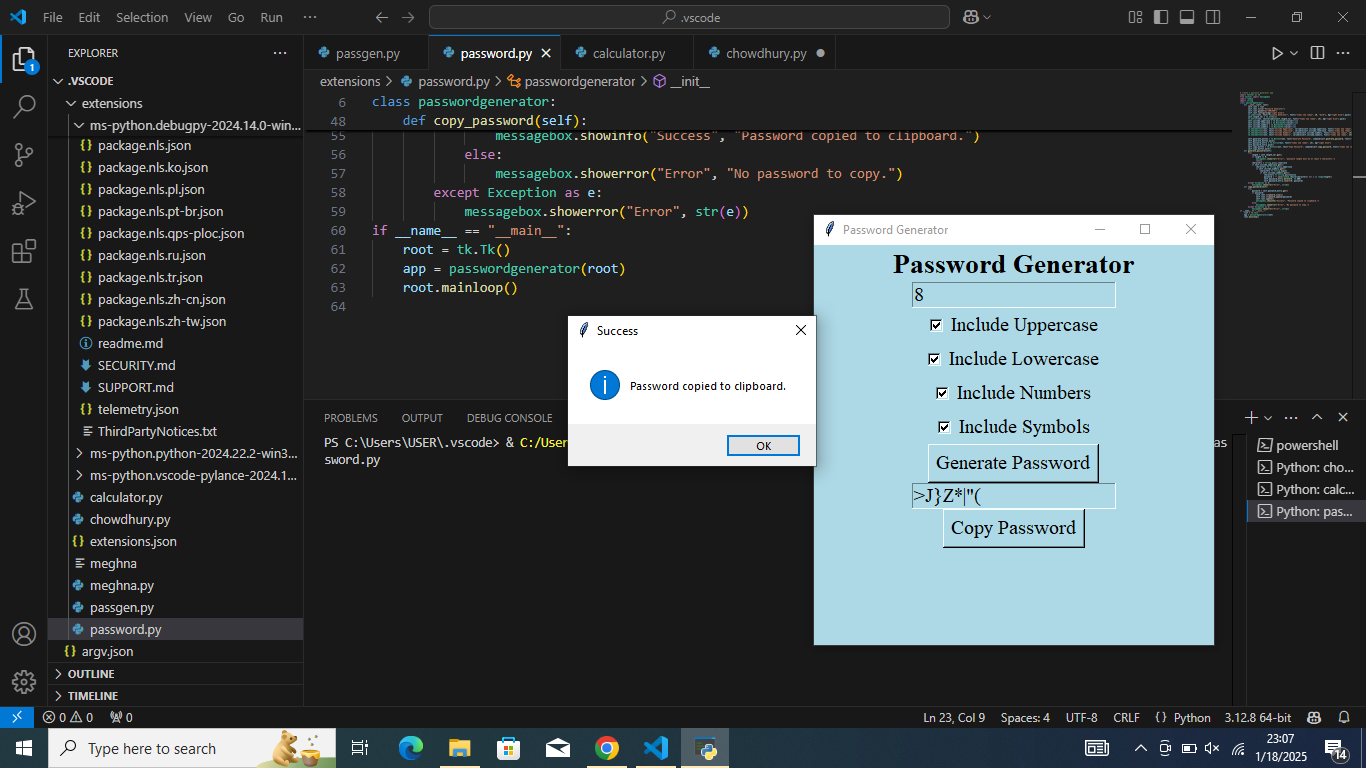 File Edit Selection View Go Run ··· .vscode
EXPLORER ···
.VSCODE
extensions
ms-python.debugpy-2024.14.0-win...
package.nls.json
package.nls.ko.json
package.nls.pl.json
package.nls.pt-br.json
package.nls.qps-ploc.json
package.nls.ru.json
package.nls.tr.json
package.nls.zh-cn.json
package.nls.zh-tw.json
readme.md
SECURITY.md
SUPPORT.md
telemetry.json
ThirdPartyNotices.txt
ms-python.python-2024.22.2-win3...
ms-python.vscode-pylance-2024.1...
calculator.py
chowdhury.py
extensions.json
meghna
meghna.py
passgen.py
password.py
argv.json
OUTLINE
TIMELINE
passgen.py password.py calculator.py chowdhury.py
extensions > password.py > passwordgenerator > __init__
6 class passwordgenerator:
48 def copy_password(self):
55 messagebox.showinfo("Success", "Password copied to clipboard.")
56 else:
57 messagebox.showerror("Error", "No password to copy.")
58 except Exception as e:
59 messagebox.showerror("Error", str(e))
60 if __name__ == "__main__":
61 root = tk.Tk()
62 app = passwordgenerator(root)
63 root.mainloop()
64
PROBLEMS OUTPUT DEBUG CONSOLE
PS C:\Users\USER\.vscode> & C:/User
as
sword.py
powershell
Python: cho...
Python: calc...
Python: pas...
Success
Password copied to clipboard.
OK
Password Generator
Password Generator
8
Include Uppercase
Include Lowercase
Include Numbers
Include Symbols
Generate Password
>J}Z*|"(
Copy Password
0 0 0 Ln 23, Col 9 Spaces: 4 UTF-8 CRLF {} Python 3.12.8 64-bit
Type here to search
23:07
1/18/2025
14
1